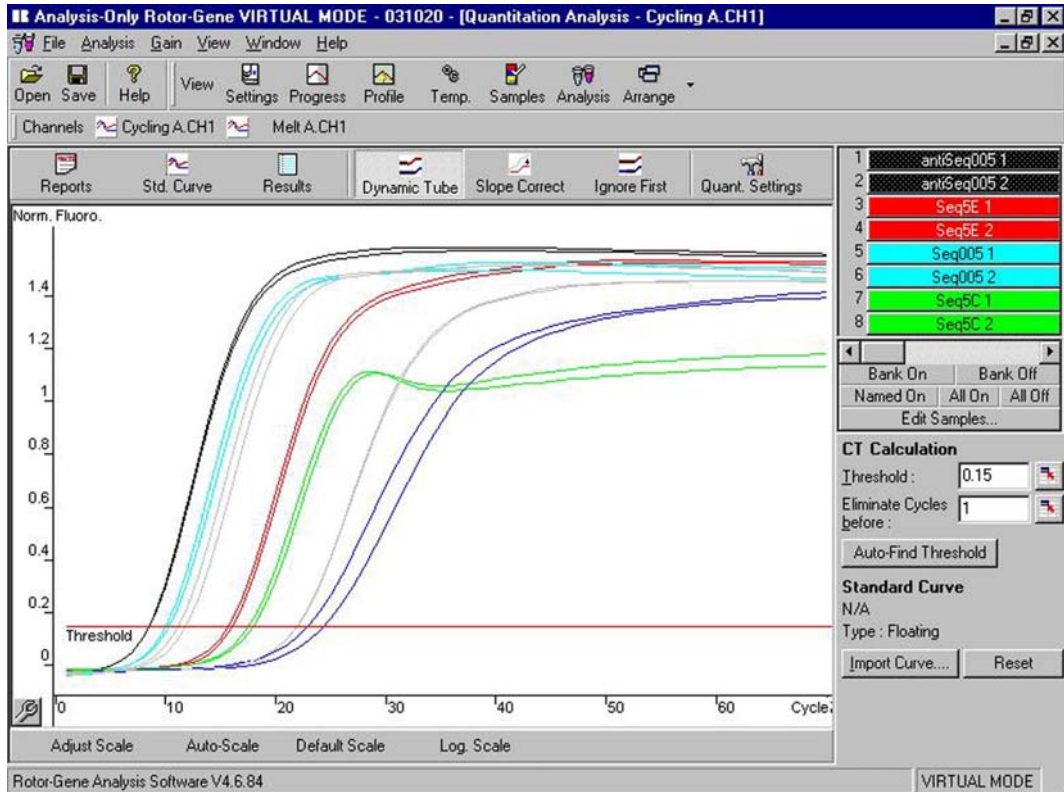 Analysis-Only Rotor-Gene VIRTUAL MODE - 031020 - [Quantitation Analysis - Cycling A.CH1]
File Analysis Gain View Window Help
Open Save Help View Settings Progress Profile Temp. Samples Analysis Arrange
Channels Cycling A.CH1 Melt A.CH1
Reports Std. Curve Results Dynamic Tube Slope Correct Ignore First Quant. Settings
Norm. Fluoro.
1.4
1.2
1
0.8
0.6
0.4
0.2
Threshold
0
0 10 20 30 40 50 60 Cycle
Adjust Scale Auto-Scale Default Scale Log. Scale
1 antiSeq005 1
2 antiSeq005 2
3 Seq5E 1
4 Seq5E 2
5 Seq005 1
6 Seq005 2
7 Seq5C 1
8 Seq5C 2
Bank On Bank Off
Named On All On All Off
Edit Samples...
CT Calculation
Threshold : 0.15
Eliminate Cycles before : 1
Auto-Find Threshold
Standard Curve
N/A
Type : Floating
Import Curve.... Reset
Rotor-Gene Analysis Software V4.6.84 VIRTUAL MODE